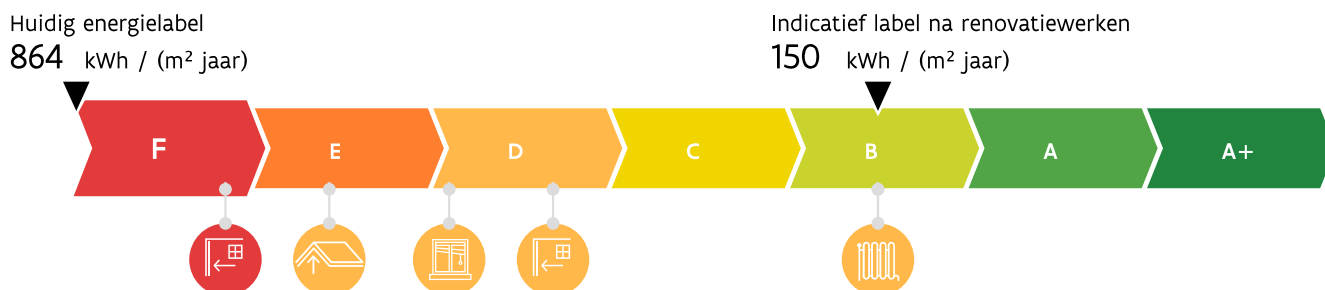 Huidig energielabel
864 kWh / (m² jaar)
Indicatief label na renovatiewerken
150 kWh / (m² jaar)
F E D C B A A+